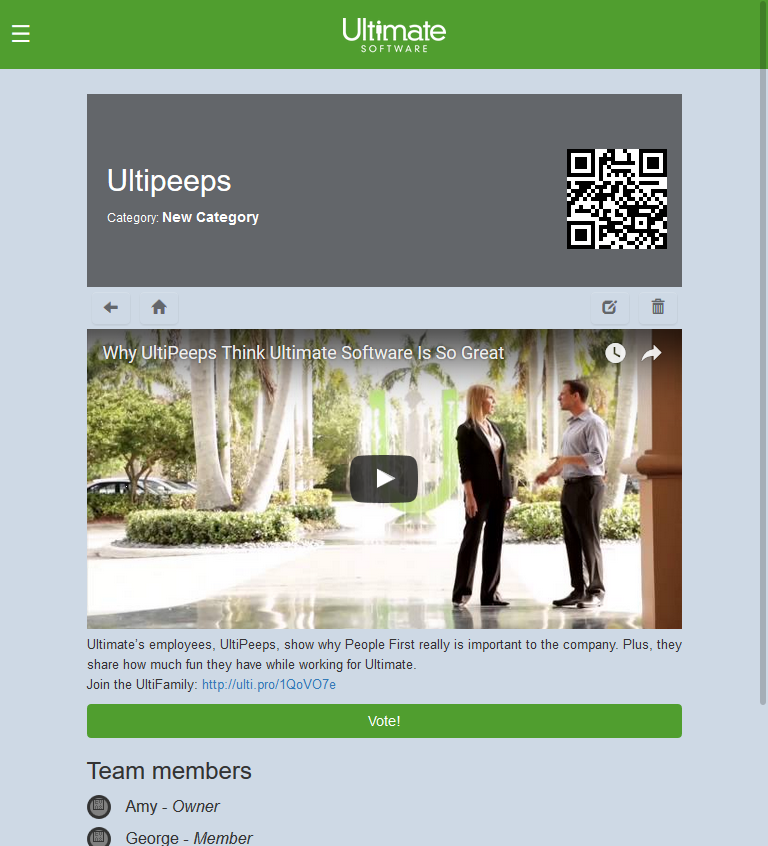 Ultimate
SOFTWARE
Ultipeeps
Category: New Category
Why UltiPeeps Think Ultimate Software Is So Great
Ultimate’s employees, UltiPeeps, show why People First really is important to the company. Plus, they
share how much fun they have while working for Ultimate.
Join the UltiFamily: http://ulti.pro/1QoVO7e
Vote!
Team members
Amy - Owner
George - Member